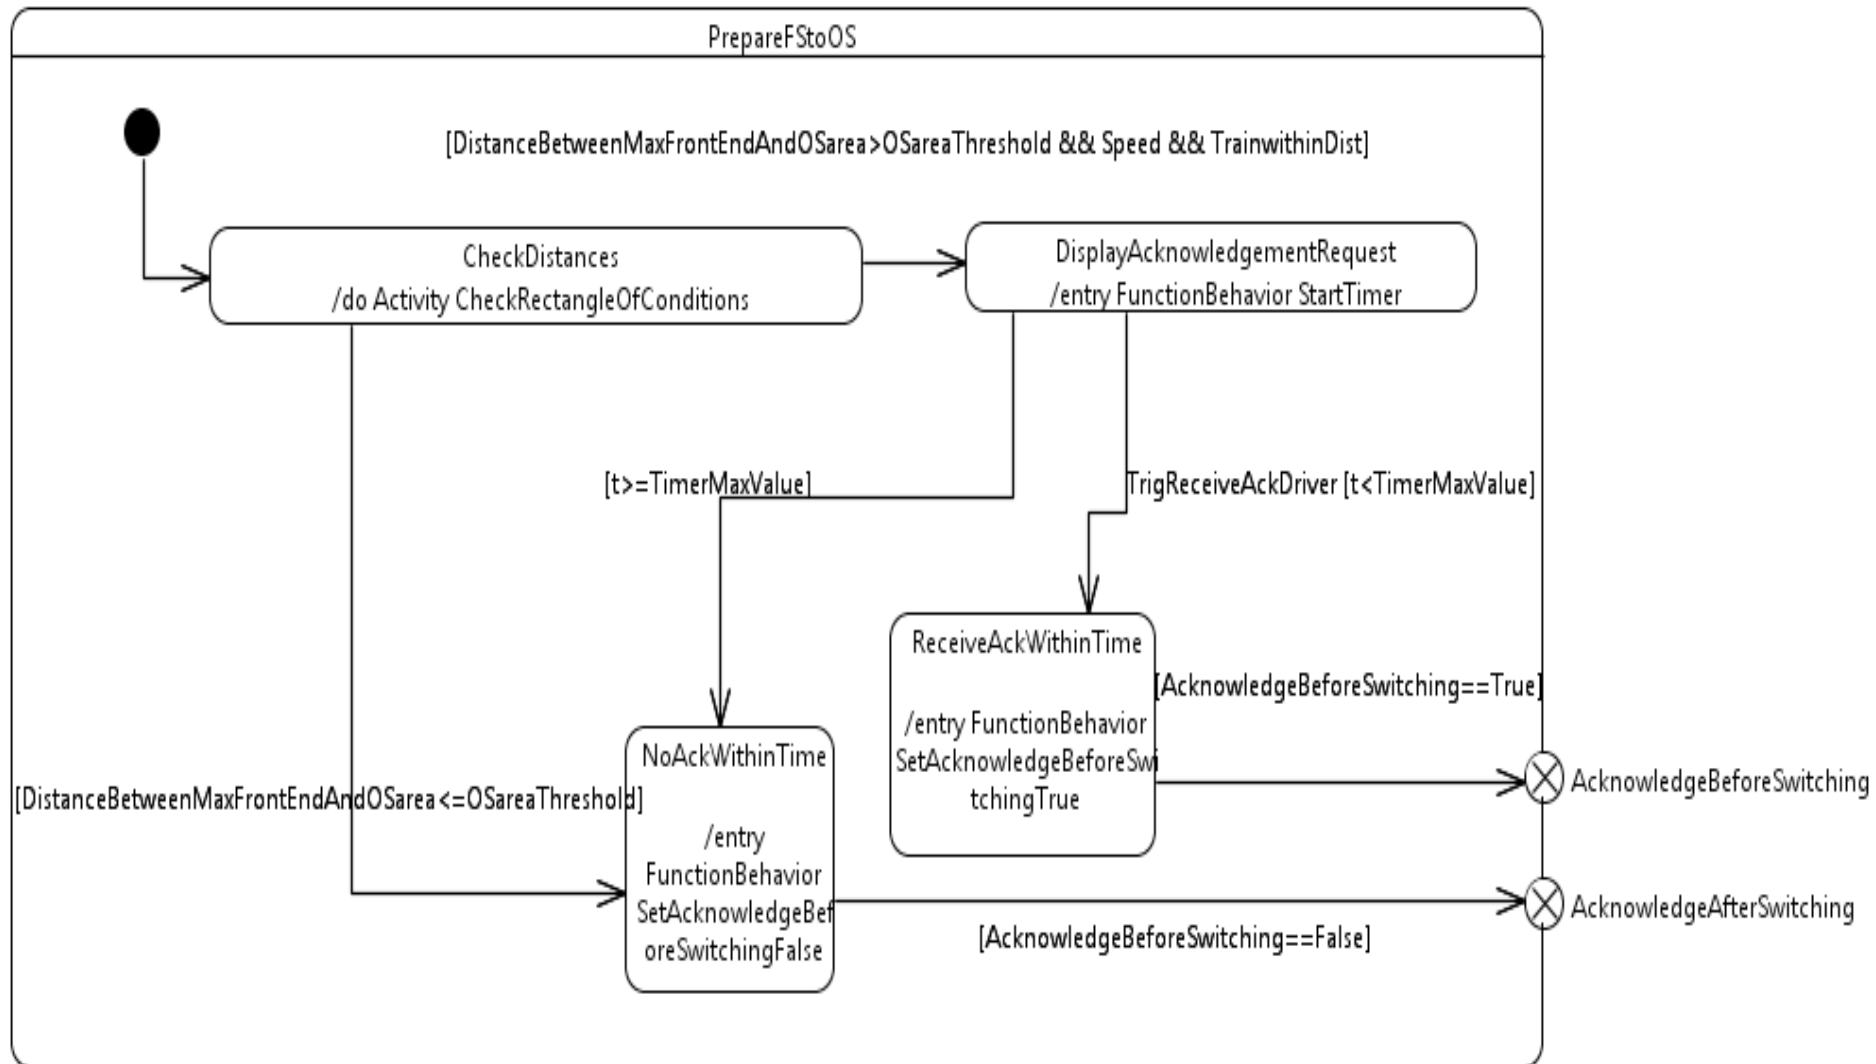 PrepareFStoOS
[DistanceBetweenMaxFrontEndAndOSarea>OSareaThreshold && Speed && TrainwithinDist]
CheckDistances
/do Activity CheckRectangleOfConditions
DisplayAcknowledgementRequest
/entry FunctionBehavior StartTimer
[t>=TimerMaxValue]
TrigReceiveAckDriver [t<TimerMaxValue]
ReceiveAckWithinTime
/entry FunctionBehavior
SetAcknowledgeBeforeSwi
tchingTrue
[AcknowledgeBeforeSwitching==True]
AcknowledgeBeforeSwitching
NoAckWithinTime
/entry
FunctionBehavior
SetAcknowledgeBef
oreSwitchingFalse
[DistanceBetweenMaxFrontEndAndOSarea<=OSareaThreshold]
[AcknowledgeBeforeSwitching==False]
AcknowledgeAfterSwitching